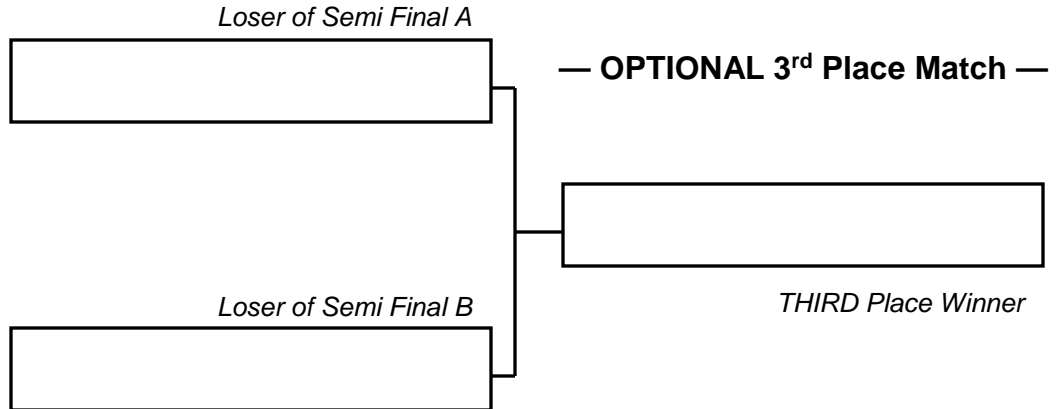 Loser of Semi Final A
— OPTIONAL 3rd Place Match —
Loser of Semi Final B
THIRD Place Winner